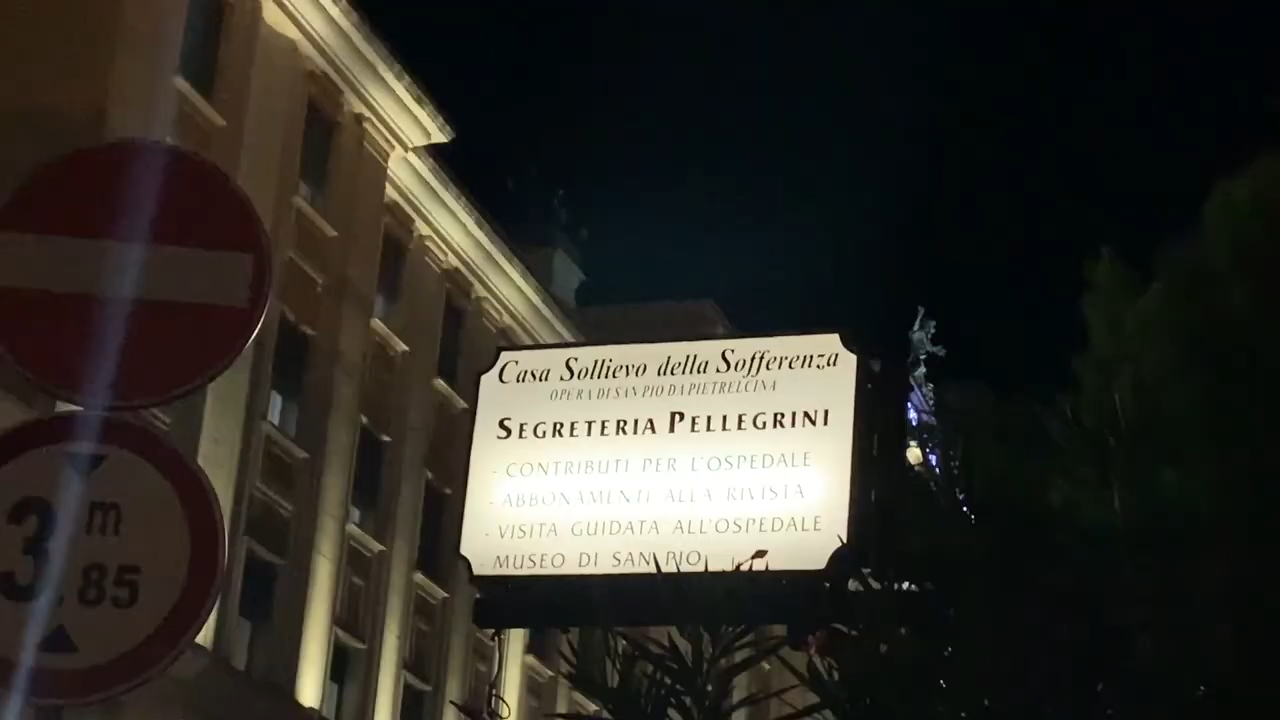 Casa Sollievo della Sofferenza
OPERA DI SAN PIO DA PIETRELCINA
SEGRETERIA PELLEGRINI
- CONTRIBUTI PER L'OSPEDALE
- ABBONAMENTI ALLA RIVISTA
- VISITA GUIDATA ALL'OSPEDALE
- MUSEO DI SAN PIO
3,85 m